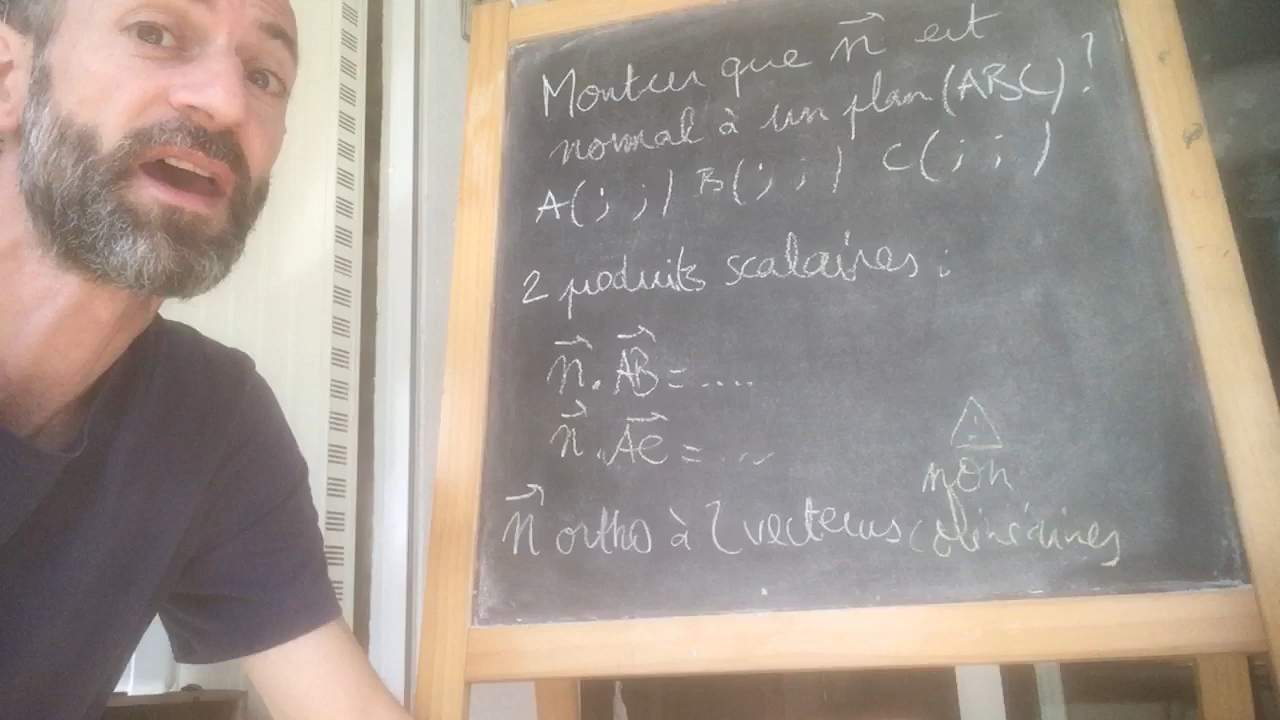 Montrer que n⃗ est
normal à un plan (ABC) !
A( ; ; ) B( ; ; ) C( ; ; )
2 produits scalaires :
n⃗ . AB⃗ = ....
n⃗ . AC⃗ = ...
⚠ non
n⃗ ortho à 2 vecteurs colinéaires